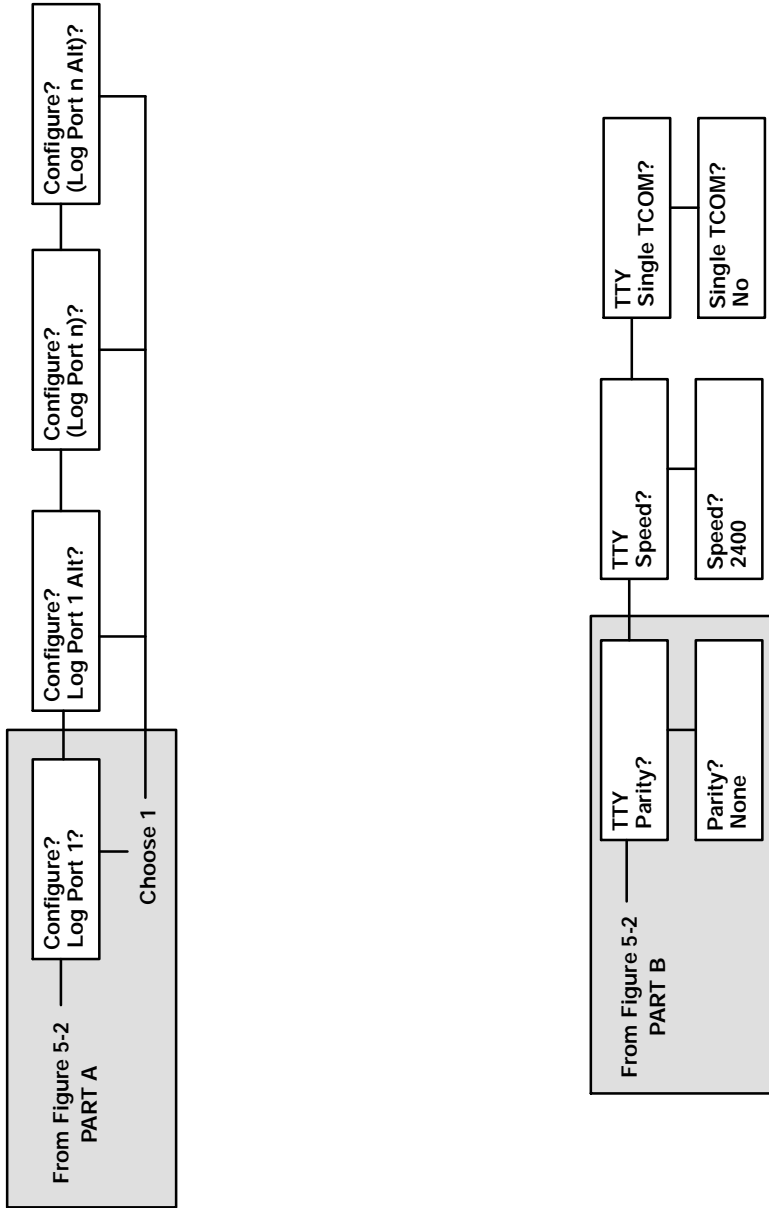 From Figure 5-2
PART A
Configure?
Log Port 1?
Choose 1
Configure?
Log Port 1 Alt?
Configure?
(Log Port n)?
Configure?
(Log Port n Alt)?
From Figure 5-2
PART B
TTY
Parity?
Parity?
None
TTY
Speed?
Speed?
2400
TTY
Single TCOM?
Single TCOM?
No